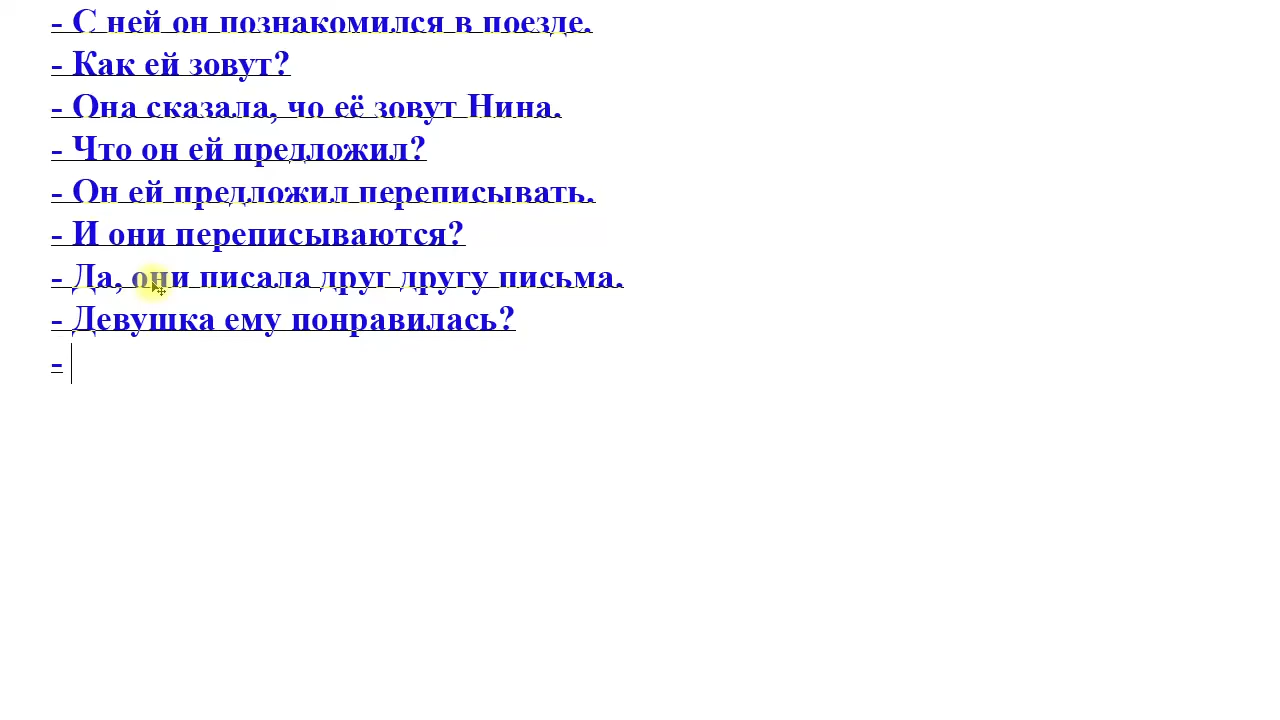 - С ней он познакомился в поезде.
- Как ей зовут?
- Она сказала, чо её зовут Нина.
- Что он ей предложил?
- Он ей предложил переписывать.
- И они переписываются?
- Да, они писала друг другу письма.
- Девушка ему понравилась?
-